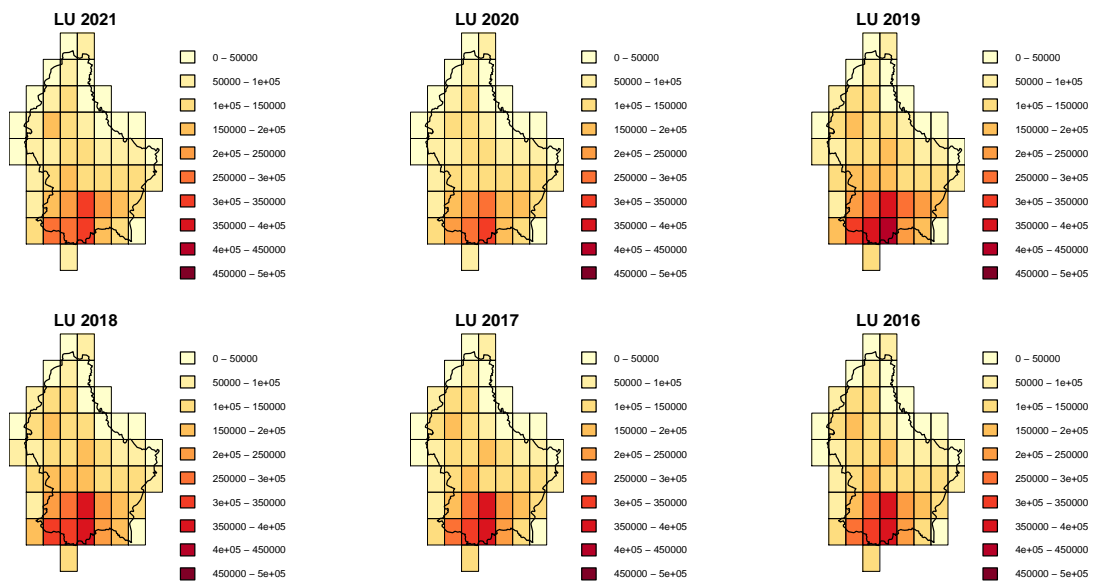 LU 2021
0 – 50000
50000 – 1e+05
1e+05 – 150000
150000 – 2e+05
2e+05 – 250000
250000 – 3e+05
3e+05 – 350000
350000 – 4e+05
4e+05 – 450000
450000 – 5e+05
LU 2020
0 – 50000
50000 – 1e+05
1e+05 – 150000
150000 – 2e+05
2e+05 – 250000
250000 – 3e+05
3e+05 – 350000
350000 – 4e+05
4e+05 – 450000
450000 – 5e+05
LU 2019
0 – 50000
50000 – 1e+05
1e+05 – 150000
150000 – 2e+05
2e+05 – 250000
250000 – 3e+05
3e+05 – 350000
350000 – 4e+05
4e+05 – 450000
450000 – 5e+05
LU 2018
0 – 50000
50000 – 1e+05
1e+05 – 150000
150000 – 2e+05
2e+05 – 250000
250000 – 3e+05
3e+05 – 350000
350000 – 4e+05
4e+05 – 450000
450000 – 5e+05
LU 2017
0 – 50000
50000 – 1e+05
1e+05 – 150000
150000 – 2e+05
2e+05 – 250000
250000 – 3e+05
3e+05 – 350000
350000 – 4e+05
4e+05 – 450000
450000 – 5e+05
LU 2016
0 – 50000
50000 – 1e+05
1e+05 – 150000
150000 – 2e+05
2e+05 – 250000
250000 – 3e+05
3e+05 – 350000
350000 – 4e+05
4e+05 – 450000
450000 – 5e+05